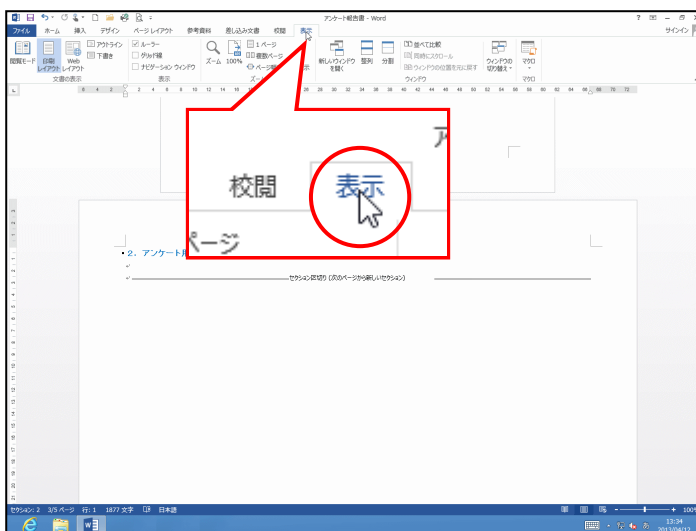 アンケート報告書 - Word
サインイン
ファイル ホーム 挿入 デザイン ページ レイアウト 参考資料 差し込み文書 校閲 表示
閲覧モード 印刷レイアウト Webレイアウト
アウトライン
下書き
文書の表示
ルーラー
グリッド線
ナビゲーション ウィンドウ
表示
ズーム 100%
1 ページ
複数ページ
新しいウィンドウを開く 整列 分割
並べて比較
同時にスクロール
ウィンドウの位置を元に戻す
ウィンドウの切り替え
ウィンドウ
マクロ
マクロ
校閲 表示
ページ
2．アンケート
セクション区切り (次のページから新しいセクション)
セクション: 2 3/5 ページ 行: 1 1877 文字 日本語
100%
13:34